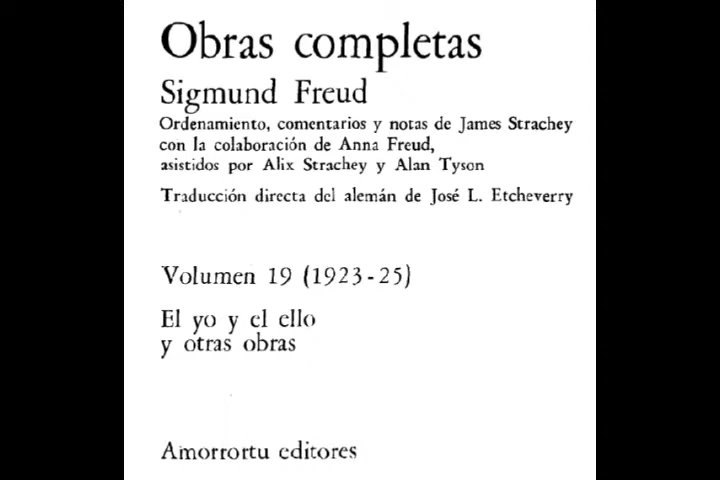 Obras completas
Sigmund Freud
Ordenamiento, comentarios y notas de James Strachey
con la colaboración de Anna Freud,
asistidos por Alix Strachey y Alan Tyson
Traducción directa del alemán de José L. Etcheverry
Volumen 19 (1923-25)
El yo y el ello
y otras obras
Amorrortu editores